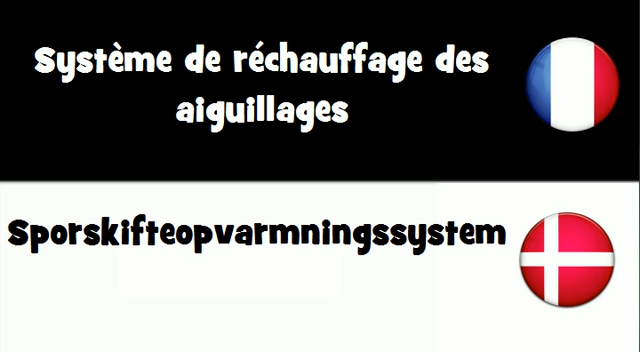 Système de réchauffage des
aiguillages
Sporskifteopvarmningssystem